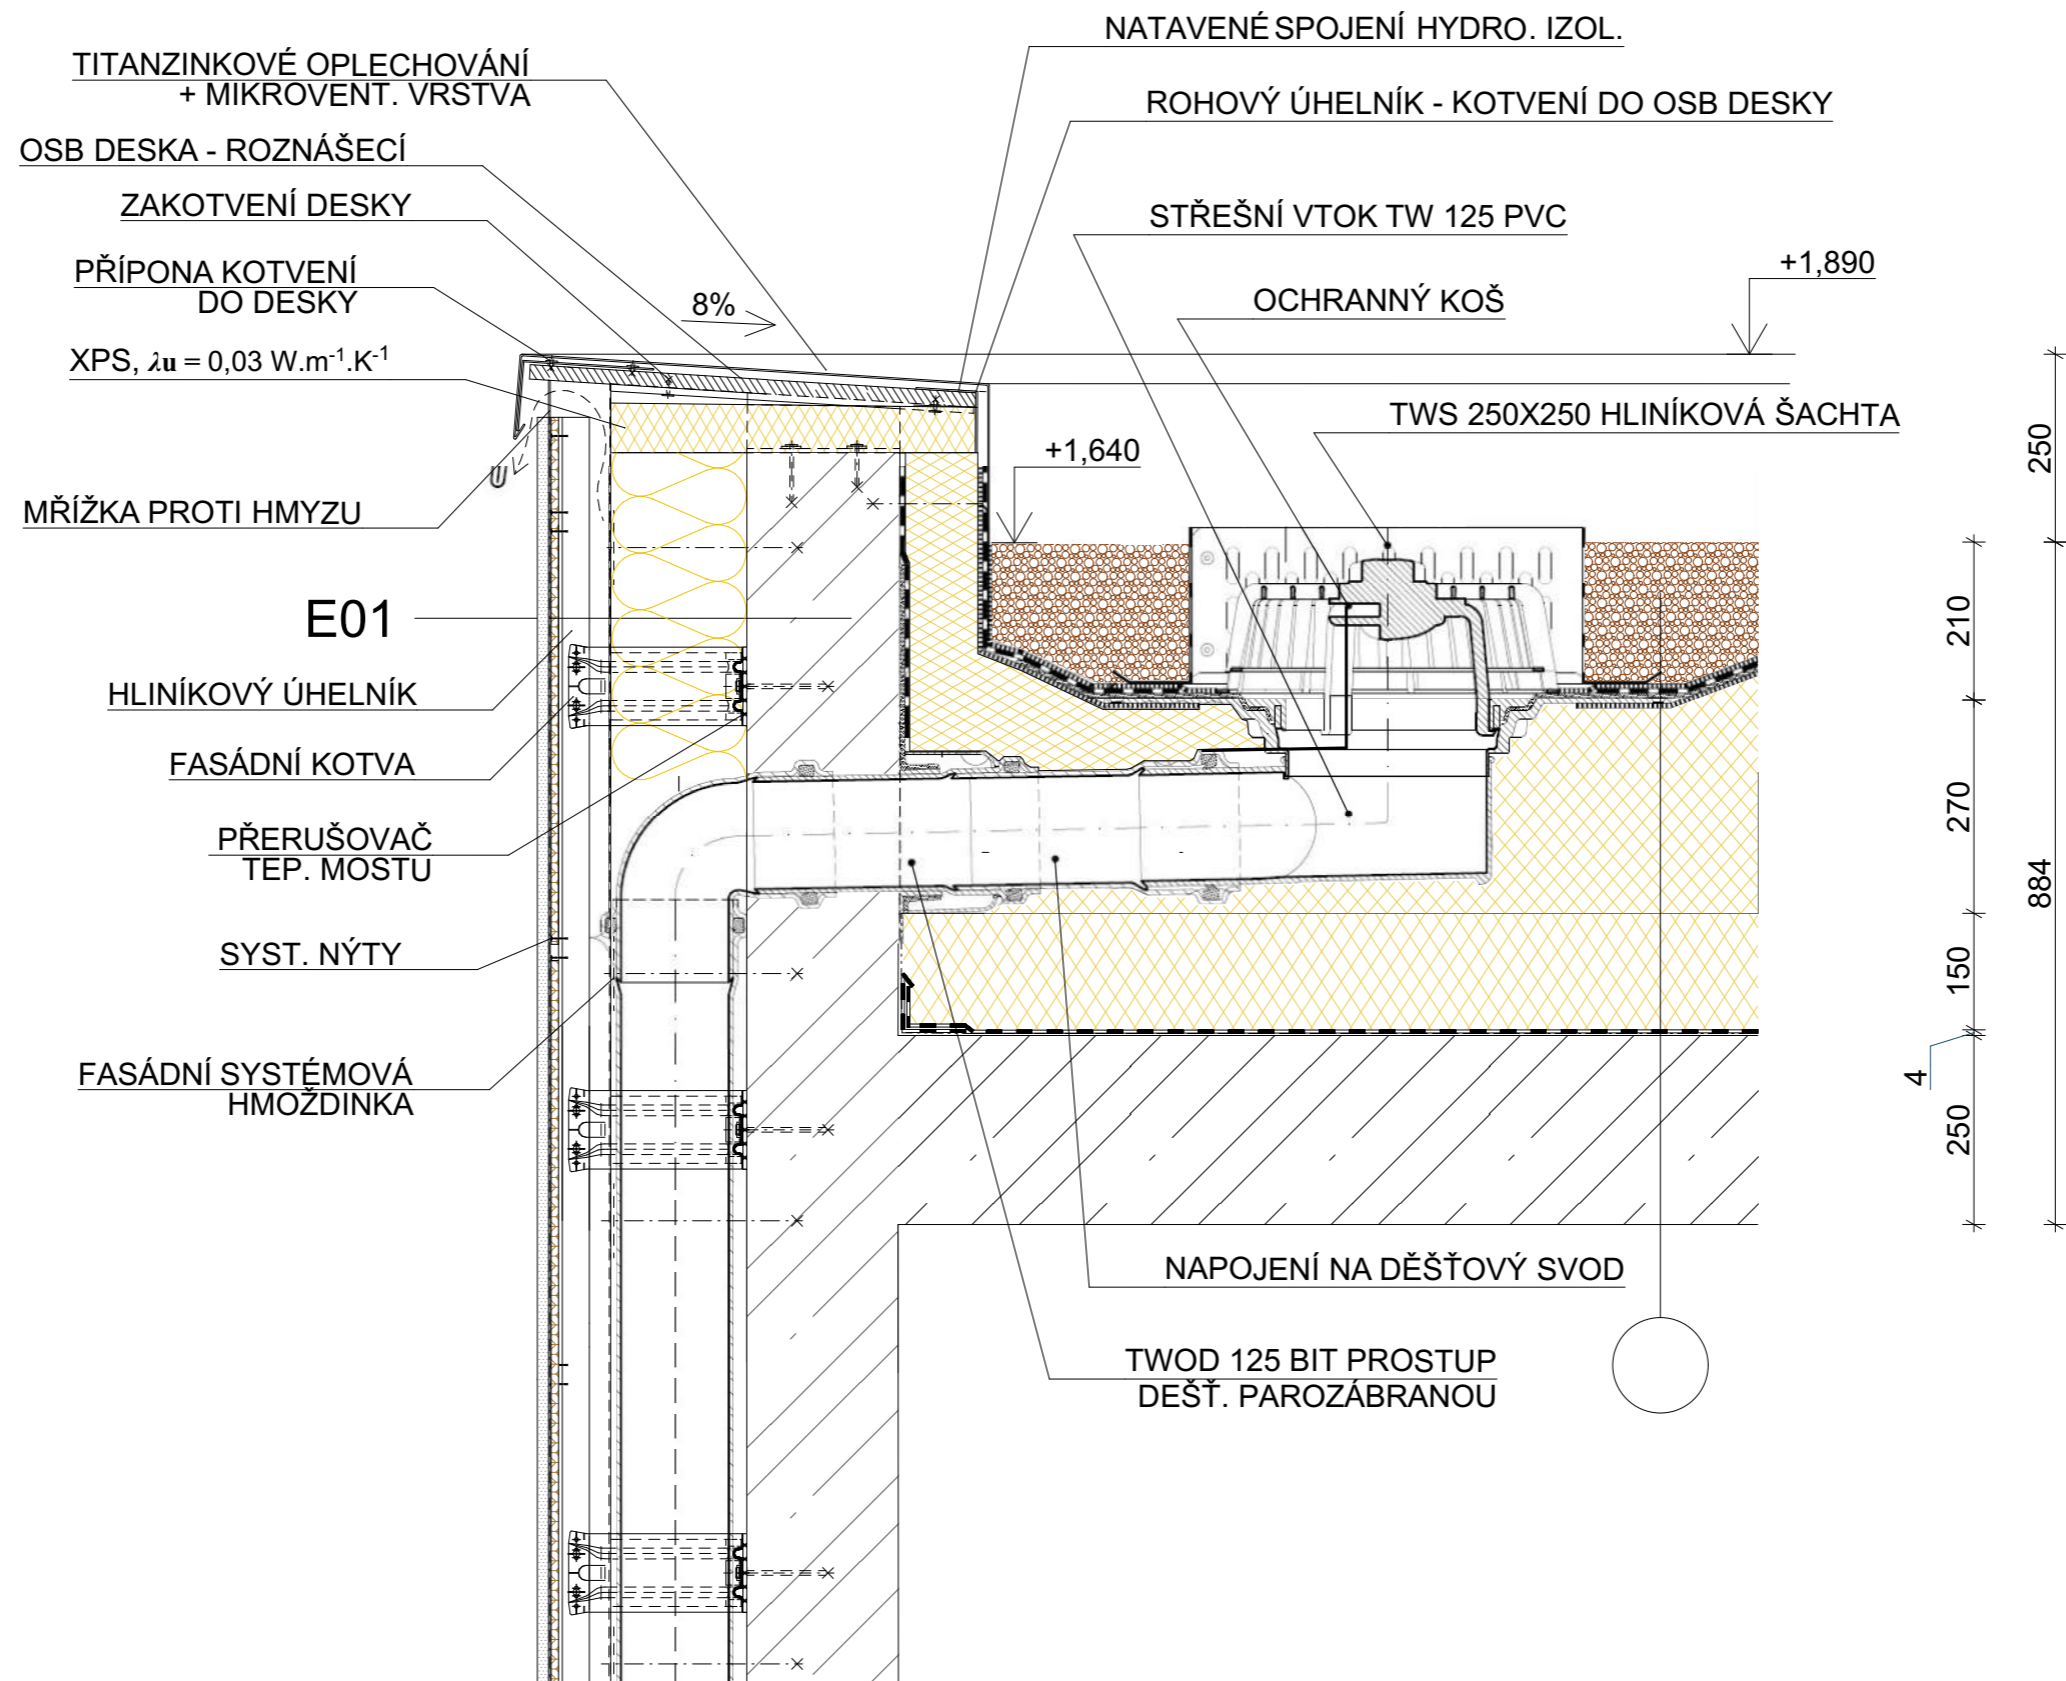 NATAVENÉ SPOJENÍ HYDRO. IZOL.
TITANZINKOVÉ OPLECHOVÁNÍ
+ MIKROVENT. VRSTVA
ROHOVÝ ÚHELNÍK - KOTVENÍ DO OSB DESKY
OSB DESKA - ROZNÁŠECÍ
ZAKOTVENÍ DESKY
STŘEŠNÍ VTOK TW 125 PVC
PŘÍPONA KOTVENÍ
DO DESKY
+1,890
8%
OCHRANNÝ KOŠ
XPS, λu = 0,03 W.m⁻¹.K⁻¹
TWS 250X250 HLINÍKOVÁ ŠACHTA
+1,640
250
MŘÍŽKA PROTI HMYZU
E01
210
HLINÍKOVÝ ÚHELNÍK
FASÁDNÍ KOTVA
270
PŘERUŠOVAČ
TEP. MOSTU
884
SYST. NÝTY
150
FASÁDNÍ SYSTÉMOVÁ
HMOŽDINKA
4
250
NAPOJENÍ NA DĚŠŤOVÝ SVOD
TWOD 125 BIT PROSTUP
DEŠŤ. PAROZÁBRANOU